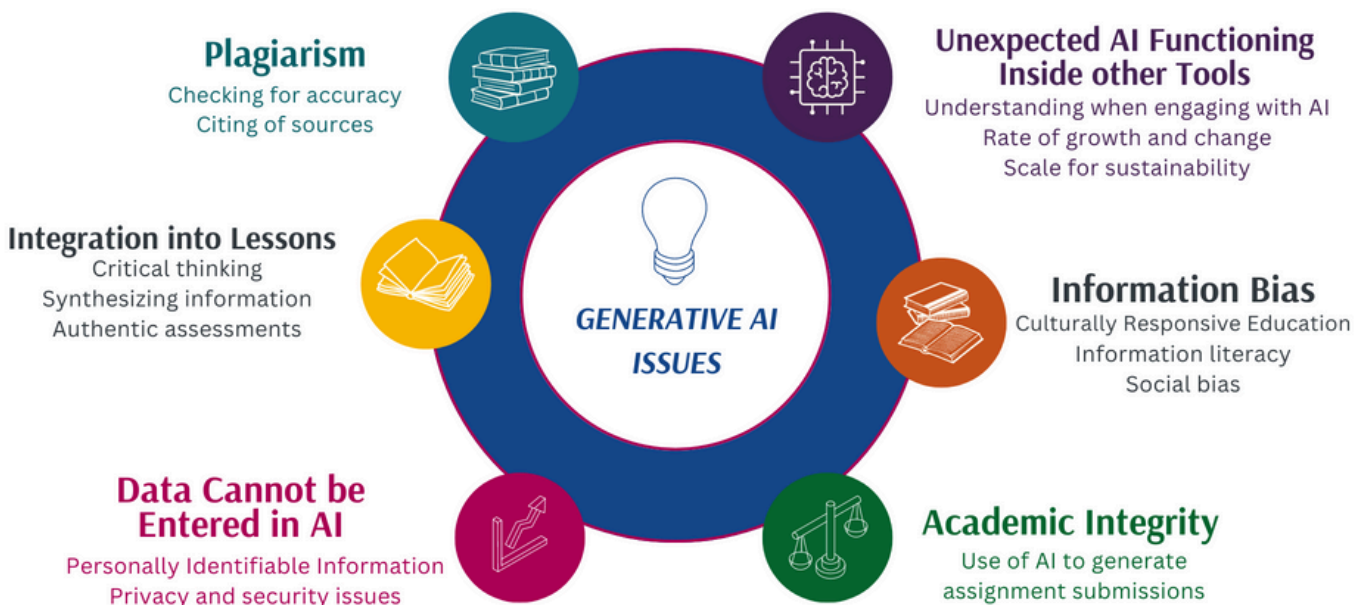 Plagiarism
Checking for accuracy
Citing of sources
Unexpected AI Functioning
Inside other Tools
Understanding when engaging with AI
Rate of growth and change
Scale for sustainability
Integration into Lessons
Critical thinking
Synthesizing information
Authentic assessments
GENERATIVE AI
ISSUES
Information Bias
Culturally Responsive Education
Information literacy
Social bias
Data Cannot be
Entered in AI
Personally Identifiable Information
Privacy and security issues
Academic Integrity
Use of AI to generate
assignment submissions